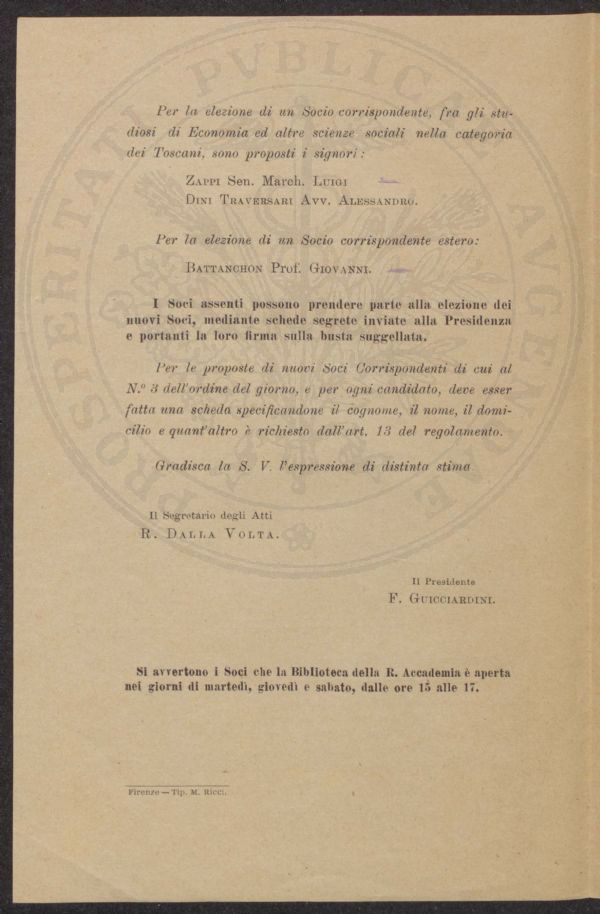 PROSPERITATI PVBLICAE AVGENDAE
Per la elezione di un Socio corrispondente, fra gli stu-
diosi di Economia ed altre scienze sociali nella categoria
dei Toscani, sono proposti i signori:
ZAPPI Sen. March. LUIGI
DINI TRAVERSARI AVV. ALESSANDRO.
Per la elezione di un Socio corrispondente estero:
BATTANCHON Prof. GIOVANNI.
I Soci assenti possono prendere parte alla elezione dei
nuovi Soci, mediante schede segrete inviate alla Presidenza
e portanti la loro firma sulla busta suggellata.
Per le proposte di nuovi Soci Corrispondenti di cui al
N.º 3 dell'ordine del giorno, e per ogni candidato, deve esser
fatta una scheda specificandone il cognome, il nome, il domi-
cilio e quant'altro è richiesto dall'art. 13 del regolamento.
Gradisca la S. V. l'espressione di distinta stima
Il Segretario degli Atti
R. DALLA VOLTA.
Il Presidente
F. GUICCIARDINI.
Si avvertono i Soci che la Biblioteca della R. Accademia è aperta
nei giorni di martedì, giovedì e sabato, dalle ore 15 alle 17.
Firenze — Tip. M. Ricci.